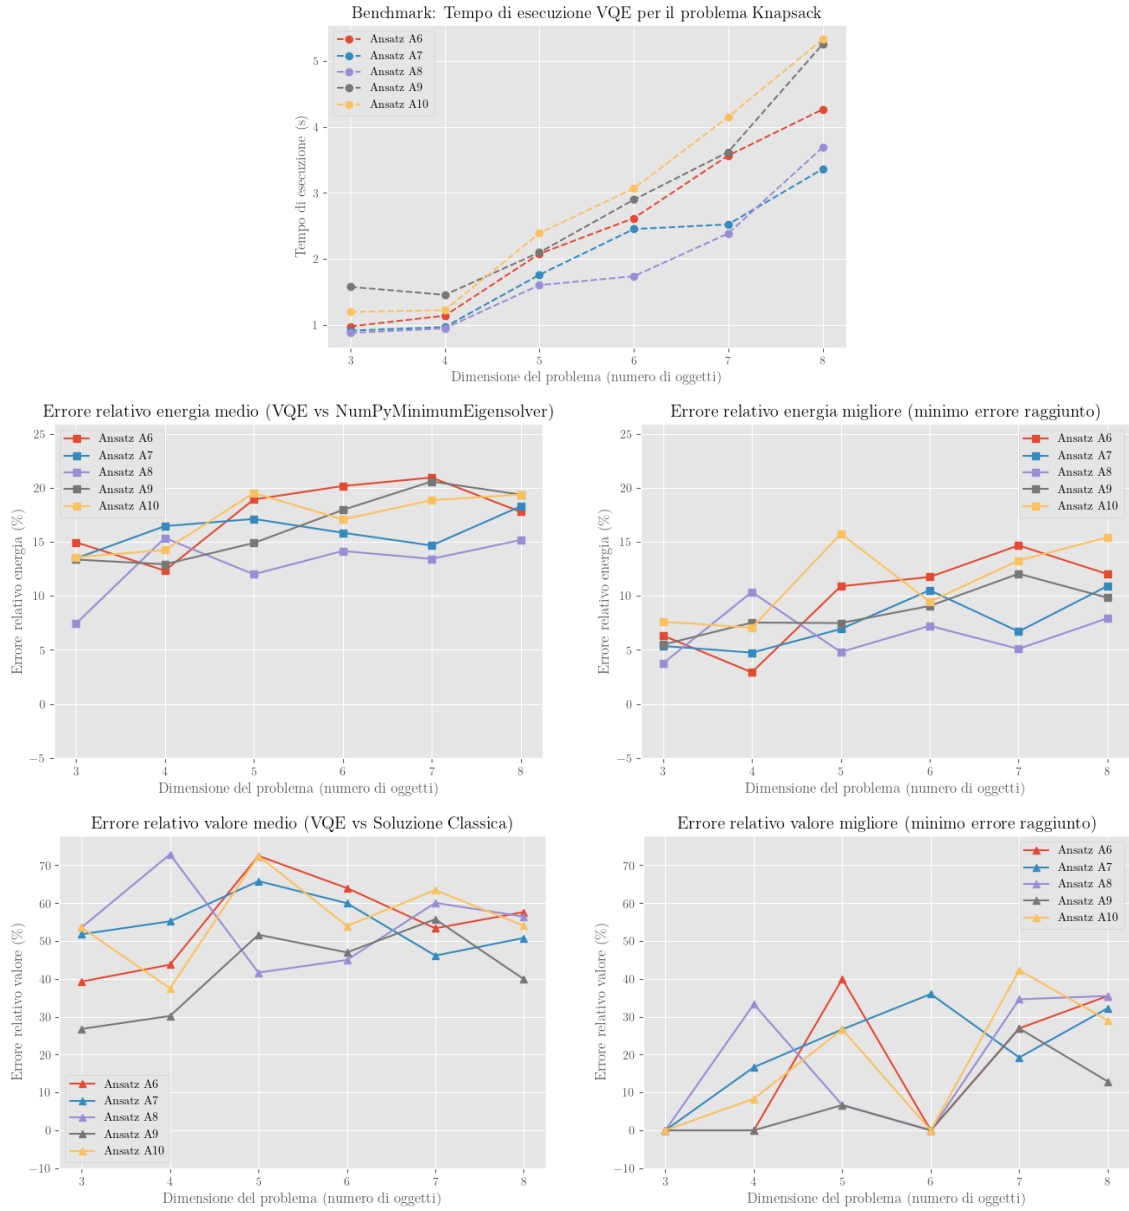 Benchmark: Tempo di esecuzione VQE per il problema Knapsack
Ansatz A6
Ansatz A7
Ansatz A8
Ansatz A9
Ansatz A10
Tempo di esecuzione (s)
5
4
3
2
1
3 4 5 6 7 8
Dimensione del problema (numero di oggetti)
Errore relativo energia medio (VQE vs NumPyMinimumEigensolver)
Ansatz A6
Ansatz A7
Ansatz A8
Ansatz A9
Ansatz A10
Errore relativo energia (%)
25
20
15
10
5
0
−5
3 4 5 6 7 8
Dimensione del problema (numero di oggetti)
Errore relativo energia migliore (minimo errore raggiunto)
Ansatz A6
Ansatz A7
Ansatz A8
Ansatz A9
Ansatz A10
Errore relativo energia (%)
25
20
15
10
5
0
−5
3 4 5 6 7 8
Dimensione del problema (numero di oggetti)
Errore relativo valore medio (VQE vs Soluzione Classica)
Errore relativo valore (%)
70
60
50
40
30
20
10
0
−10
Ansatz A6
Ansatz A7
Ansatz A8
Ansatz A9
Ansatz A10
3 4 5 6 7 8
Dimensione del problema (numero di oggetti)
Errore relativo valore migliore (minimo errore raggiunto)
Ansatz A6
Ansatz A7
Ansatz A8
Ansatz A9
Ansatz A10
Errore relativo valore (%)
70
60
50
40
30
20
10
0
−10
3 4 5 6 7 8
Dimensione del problema (numero di oggetti)